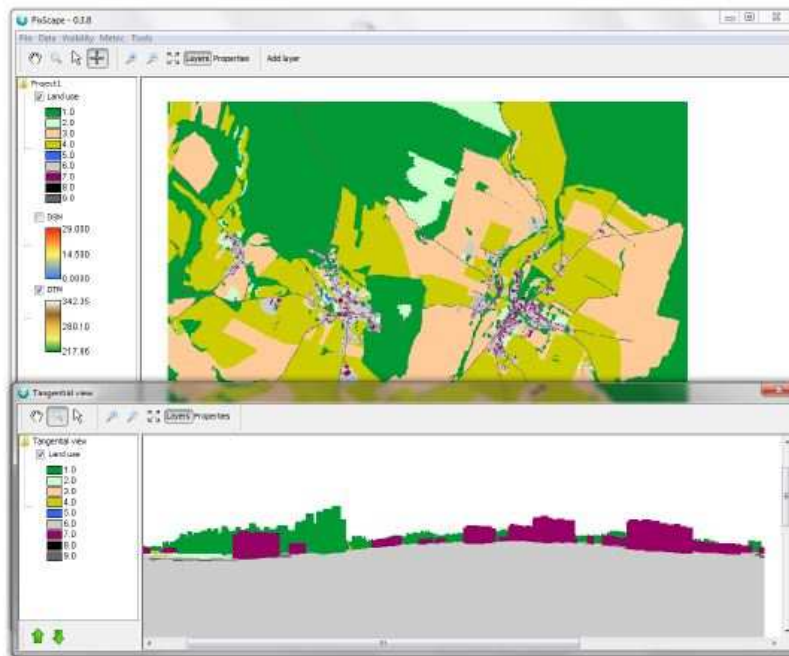 PixScape - 0.3.8
File Data Visibility Metric Tools
Layers Properties Add layer
Project1
Land use
1.0
2.0
3.0
4.0
5.0
6.0
7.0
8.0
9.0
DSM
29.000
14.500
0.0000
DTM
342.35
280.10
217.86
Tangential view
Layers Properties
Tangential view
Land use
1.0
2.0
3.0
4.0
5.0
6.0
7.0
8.0
9.0